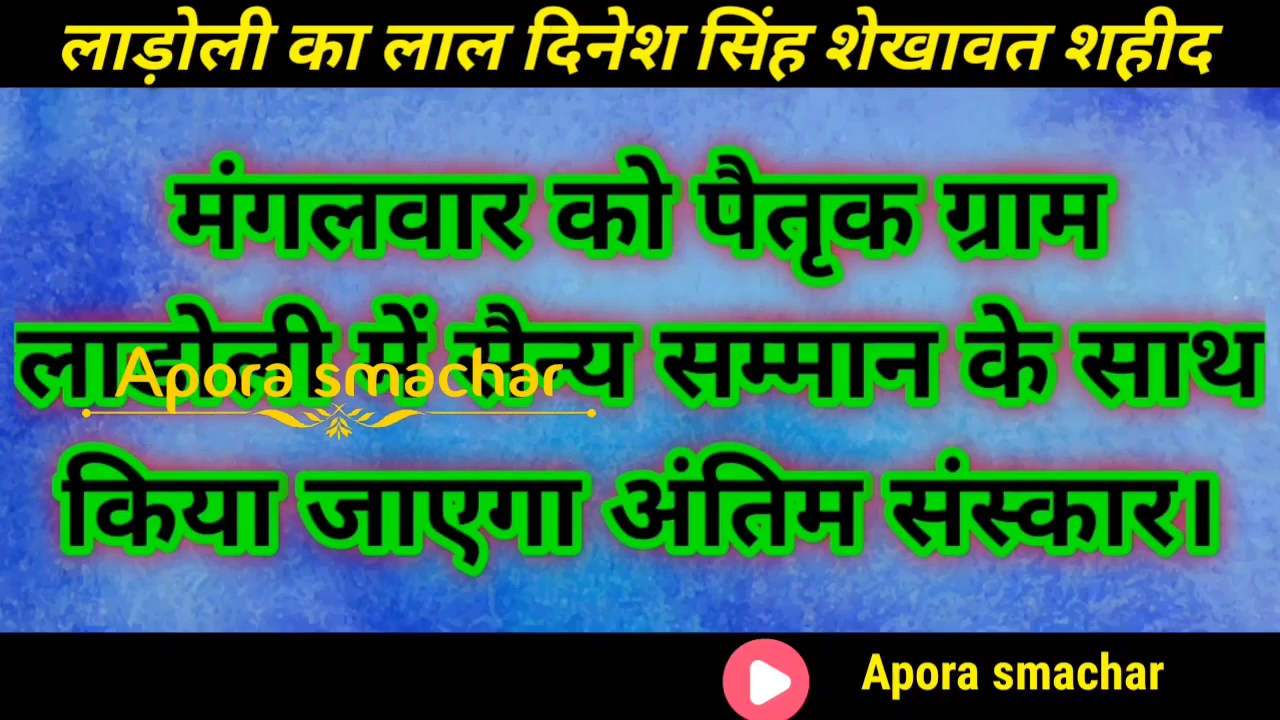 लाड़ोली का लाल दिनेश सिंह शेखावत शहीद
मंगलवार को पैतृक ग्राम
लाडोली में सैन्य सम्मान के साथ
Apora smachar
किया जाएगा अंतिम संस्कार।
Apora smachar